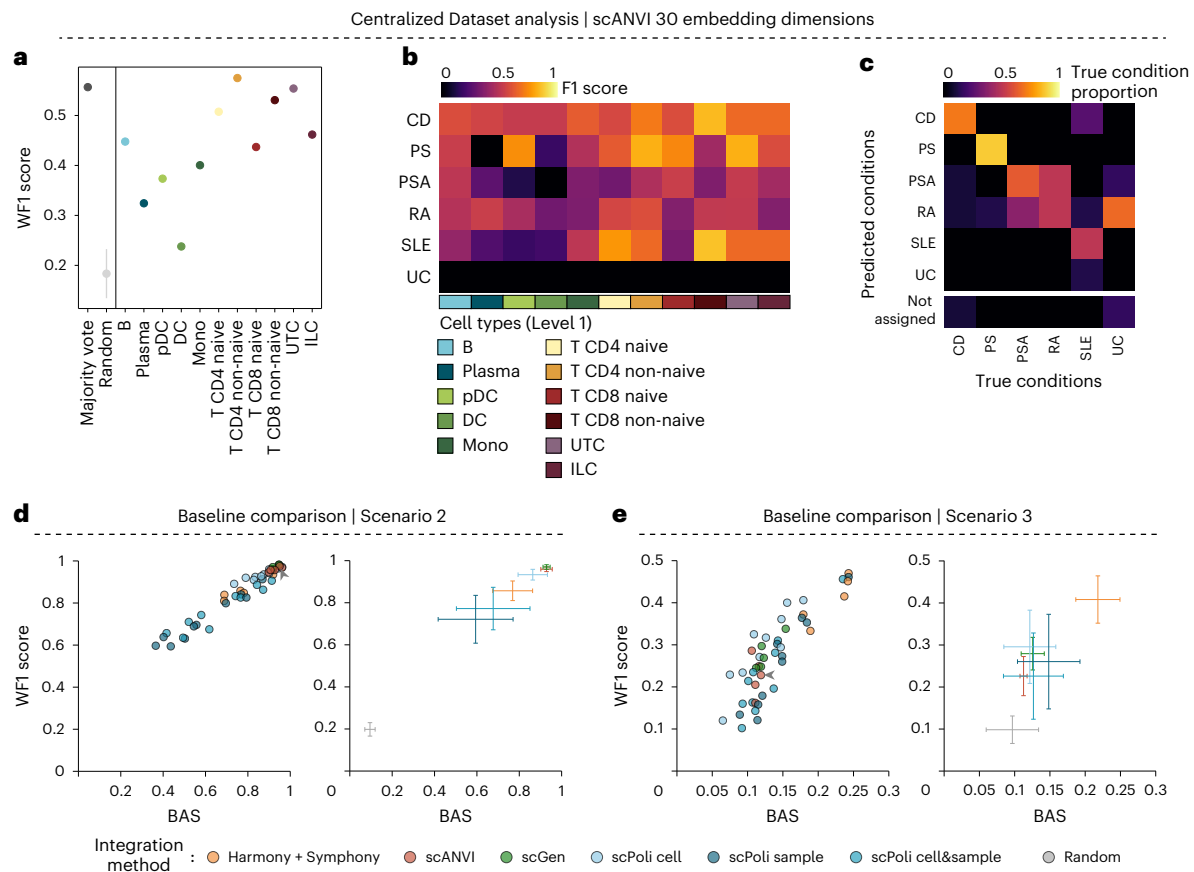 Centralized Dataset analysis | scANVI 30 embedding dimensions
a
WF1 score
0.5
0.4
0.3
0.2
Majority vote
Random
B
Plasma
pDC
DC
Mono
T CD4 naive
T CD4 non-naive
T CD8 naive
T CD8 non-naive
UTC
ILC
b
0 0.5 1
F1 score
CD
PS
PSA
RA
SLE
UC
Cell types (Level 1)
B
Plasma
pDC
DC
Mono
T CD4 naive
T CD4 non-naive
T CD8 naive
T CD8 non-naive
UTC
ILC
c
0 0.5 1
True condition
proportion
Predicted conditions
CD
PS
PSA
RA
SLE
UC
Not
assigned
CD
PS
PSA
RA
SLE
UC
True conditions
d
Baseline comparison | Scenario 2
WF1 score
1
0.8
0.6
0.4
0.2
0
0.2 0.4 0.6 0.8 1
BAS
1
0.8
0.6
0.4
0.2
0
0.2 0.4 0.6 0.8 1
BAS
e
Baseline comparison | Scenario 3
WF1 score
0.5
0.4
0.3
0.2
0.1
0
0.05 0.1 0.15 0.2 0.25 0.3
BAS
0.5
0.4
0.3
0.2
0.1
0
0.05 0.1 0.15 0.2 0.25 0.3
BAS
Integration
method :
Harmony + Symphony
scANVI
scGen
scPoli cell
scPoli sample
scPoli cell&sample
Random